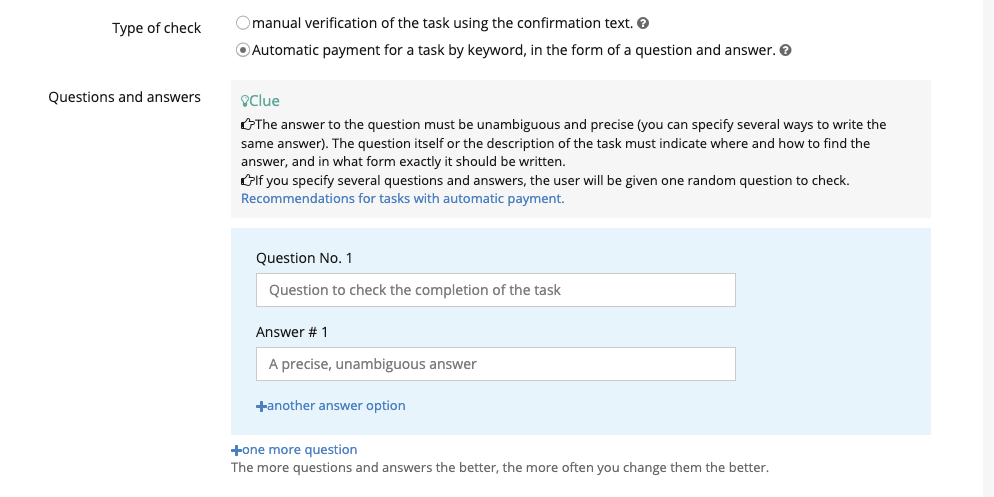 Type of check
manual verification of the task using the confirmation text.
Automatic payment for a task by keyword, in the form of a question and answer.
Questions and answers
Clue
The answer to the question must be unambiguous and precise (you can specify several ways to write the
same answer). The question itself or the description of the task must indicate where and how to find the
answer, and in what form exactly it should be written.
If you specify several questions and answers, the user will be given one random question to check.
Recommendations for tasks with automatic payment.
Question No. 1
Question to check the completion of the task
Answer # 1
A precise, unambiguous answer
another answer option
one more question
The more questions and answers the better, the more often you change them the better.